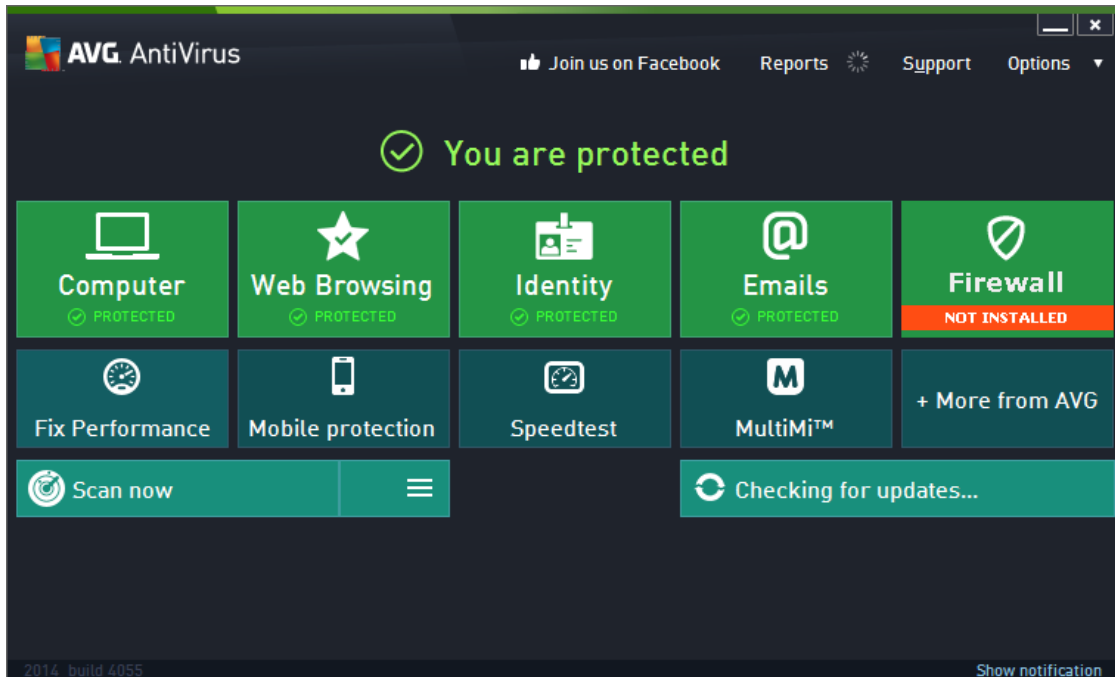 AVG AntiVirus
Join us on Facebook Reports Support Options
You are protected
Computer
PROTECTED
Web Browsing
PROTECTED
Identity
PROTECTED
Emails
PROTECTED
Firewall
NOT INSTALLED
Fix Performance
Mobile protection
Speedtest
M
MultiMi™
+ More from AVG
Scan now
Checking for updates...
2014 build 4055
Show notification